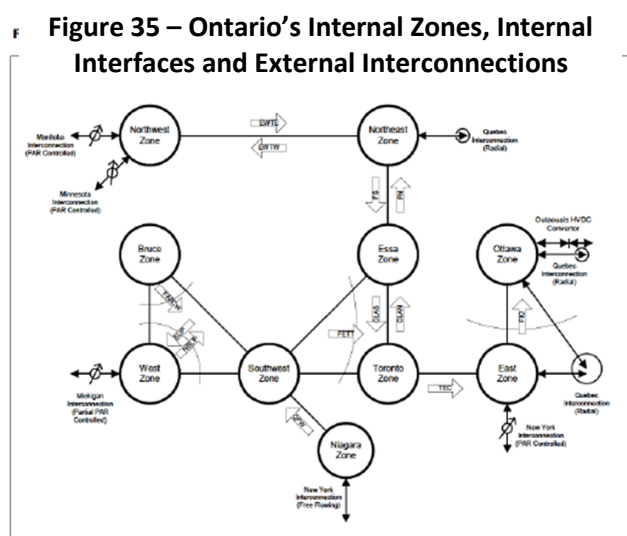 F
Figure 35 – Ontario’s Internal Zones, Internal
Interfaces and External Interconnections
Northwest
Zone
EWTE
EWTW
Northeast
Zone
Manitoba
Interconnection
(PAR Controlled)
Quebec
Interconnection
(Radial)
Minnesota
Interconnection
(PAR Controlled)
FS
FN
Outaouais HVDC
Convertor
Bruce
Zone
Essa
Zone
Ottawa
Zone
Quebec
Interconnection
(Radial)
CLAS
CLAN
FIO
FETT
West
Zone
Southwest
Zone
Toronto
Zone
TEC
East
Zone
Michigan
Interconnection
(Partial PAR
Controlled)
Quebec
Interconnection
(Radial)
QFW
New York
Interconnection
(PAR Controlled)
Niagara
Zone
New York
Interconnection
(Free Flowing)